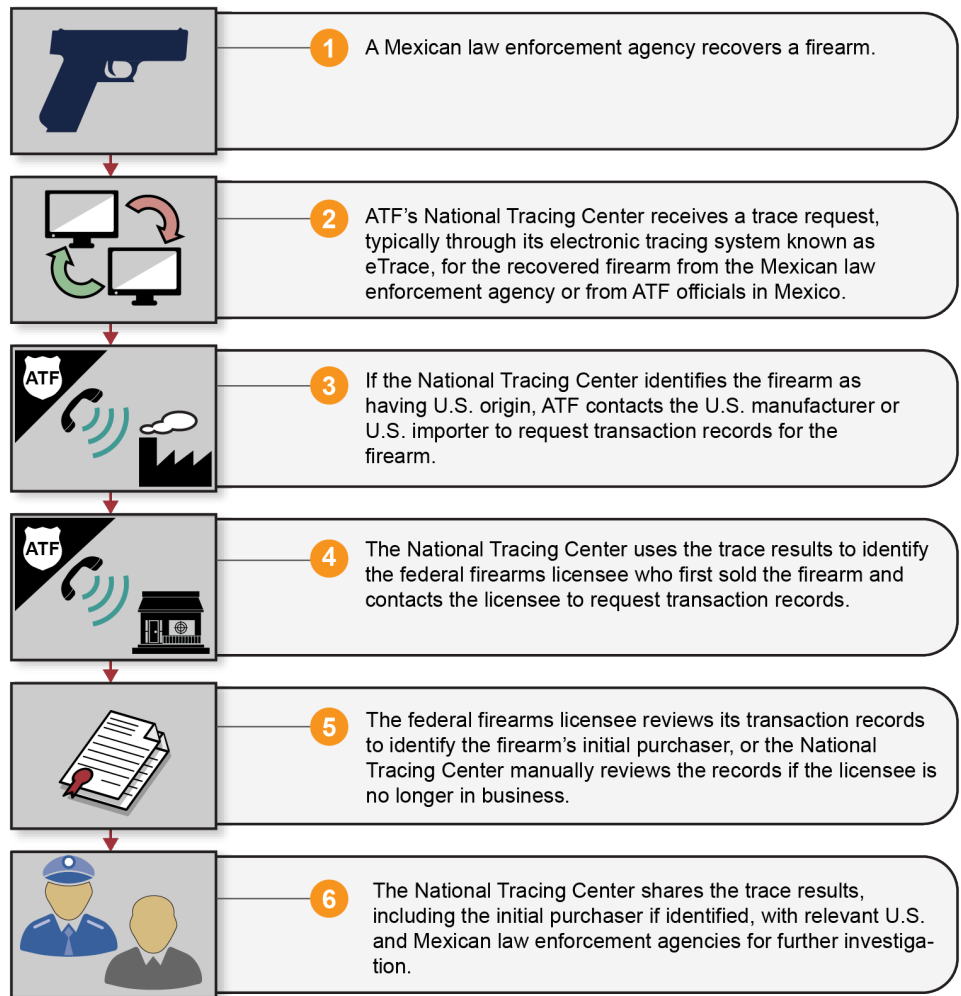 1
A Mexican law enforcement agency recovers a firearm.
2
ATF’s National Tracing Center receives a trace request,
typically through its electronic tracing system known as
eTrace, for the recovered firearm from the Mexican law
enforcement agency or from ATF officials in Mexico.
ATF
3
If the National Tracing Center identifies the firearm as
having U.S. origin, ATF contacts the U.S. manufacturer or
U.S. importer to request transaction records for the
firearm.
ATF
4
The National Tracing Center uses the trace results to identify
the federal firearms licensee who first sold the firearm and
contacts the licensee to request transaction records.
5
The federal firearms licensee reviews its transaction records
to identify the firearm’s initial purchaser, or the National
Tracing Center manually reviews the records if the licensee is
no longer in business.
6
The National Tracing Center shares the trace results,
including the initial purchaser if identified, with relevant U.S.
and Mexican law enforcement agencies for further investiga-
tion.